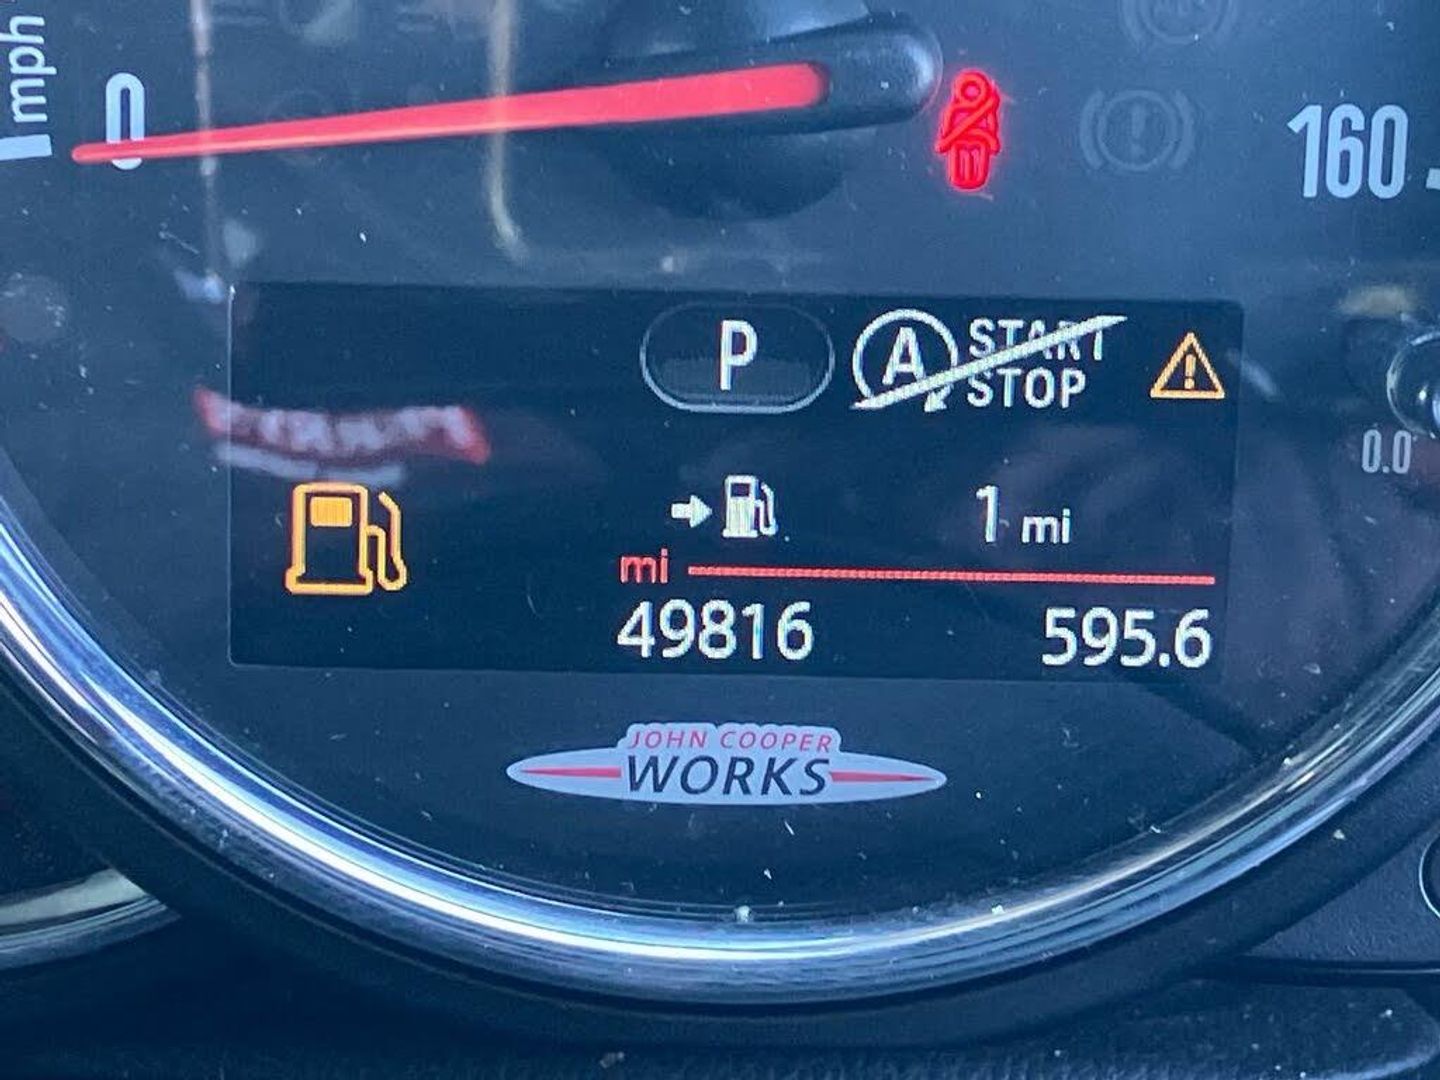 mph
0
160
P
A START
STOP
0.0
1 mi
mi
49816
595.6
JOHN COOPER
WORKS